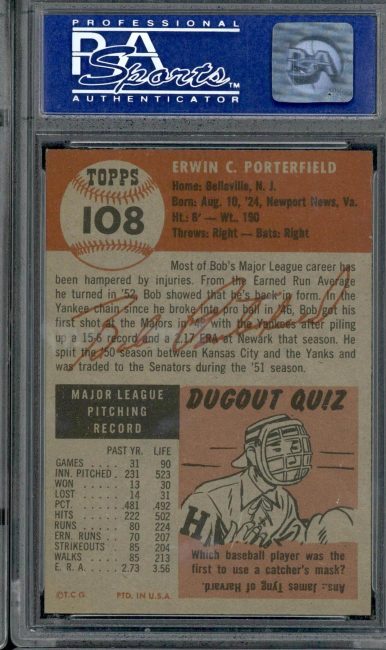 PROFESSIONAL
PSA
Sports
AUTHENTICATOR
PSA
TOPPS
108
ERWIN C. PORTERFIELD
Home: Belleville, N. J.
Born: Aug. 10, '24, Newport News, Va.
Ht.: 6' — Wt.. 190
Throws: Right — Bats: Right
Most of Bob's Major League career has
been hampered by injuries. From his Earned Run Average
he turned in '52, Bob showed that he's back in form. In the
Yankee chain since he broke into pro ball in '46, Bob got his
first shot at the Majors in '48 with the Yankees after piling
up a 15-6 record and a 2.17 ERA at Newark that season. He
split the '50 season between Kansas City and the Yanks and
was traded to the Senators during the '51 season.
MAJOR LEAGUE
PITCHING
RECORD
PAST YR. LIFE
GAMES 31 90
INN. PITCHED 231 523
WON 13 30
LOST 14 31
PCT. .481 .492
HITS 222 502
RUNS 80 224
ERN. RUNS 70 207
STRIKEOUTS 85 204
WALKS 85 213
E. R. A. 2.73 3.56
©T.C.G. PTD. IN U.S.A.
DUGOUT QUIZ
H
Which baseball player was the
first to use a catcher's mask?
Ans.: James Tyng of Harvard.